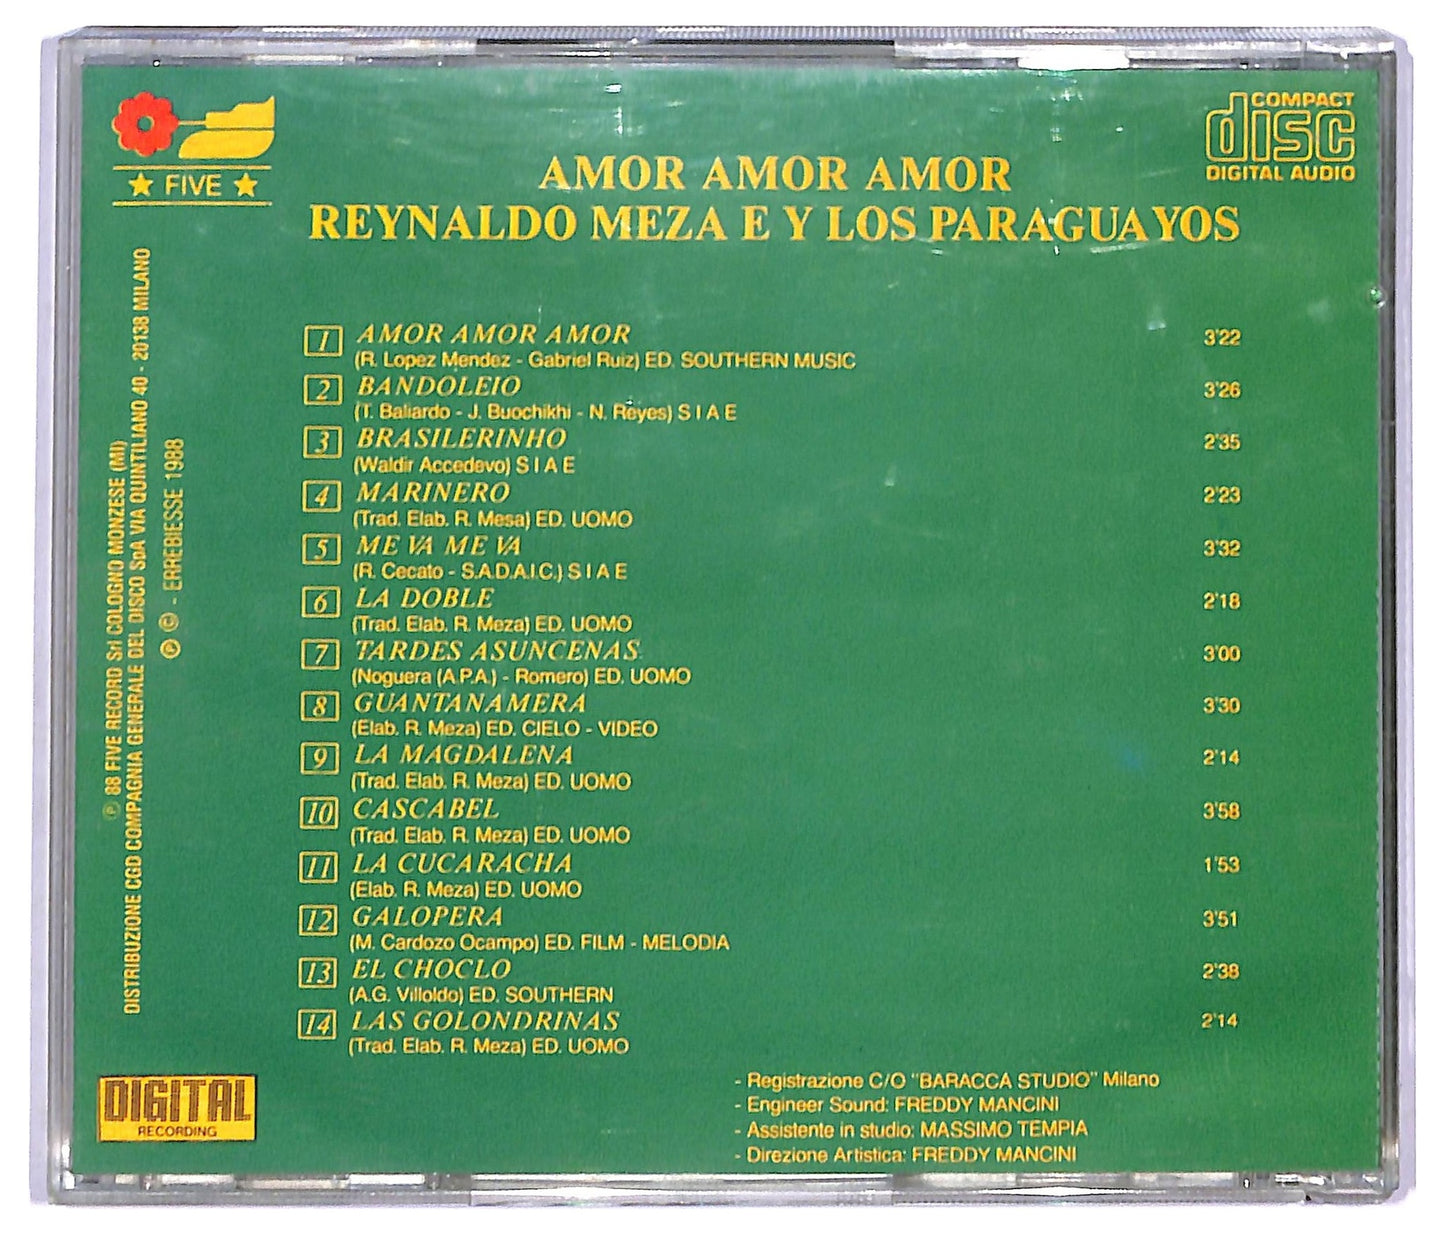 ★ FIVE ★
COMPACT
disc
DIGITAL AUDIO
AMOR AMOR AMOR
REYNALDO MEZA E Y LOS PARAGUAYOS
1 AMOR AMOR AMOR 3'22
(R. Lopez Mendez - Gabriel Ruiz) ED. SOUTHERN MUSIC
2 BANDOLEIO 3'26
(T. Baliardo - J. Buochikhi - N. Reyes) S I A E
3 BRASILERINHO 2'35
(Waldir Accedevo) S I A E
4 MARINERO 2'23
(Trad. Elab. R. Mesa) ED. UOMO
5 ME VA ME VA 3'32
(R. Cecato - S.A.D.A.I.C.) S I A E
6 LA DOBLE 2'18
(Trad. Elab. R. Meza) ED. UOMO
7 TARDES ASUNCENAS 3'00
(Noguera (A.P.A.) - Romero) ED. UOMO
8 GUANTANAMERA 3'30
(Elab. R. Meza) ED. CIELO - VIDEO
9 LA MAGDALENA 2'14
(Trad. Elab. R. Meza) ED. UOMO
10 CASCABEL 3'58
(Trad. Elab. R. Meza) ED. UOMO
11 LA CUCARACHA 1'53
(Elab. R. Meza) ED. UOMO
12 GALOPERA 3'51
(M. Cardozo Ocampo) ED. FILM - MELODIA
13 EL CHOCLO 2'38
(A.G. Villoldo) ED. SOUTHERN
14 LAS GOLONDRINAS 2'14
(Trad. Elab. R. Meza) ED. UOMO
- Registrazione C/O "BARACCA STUDIO" Milano
- Engineer Sound: FREDDY MANCINI
- Assistente in studio: MASSIMO TEMPIA
- Direzione Artistica: FREDDY MANCINI
DIGITAL
RECORDING
℗ 88 FIVE RECORD Srl COLOGNO MONZESE (MI)
DISTRIBUZIONE CGD COMPAGNIA GENERALE DEL DISCO SpA VIA QUINTILIANO 40 - 20138 MILANO
℗ © - ERREBIESSE 1988